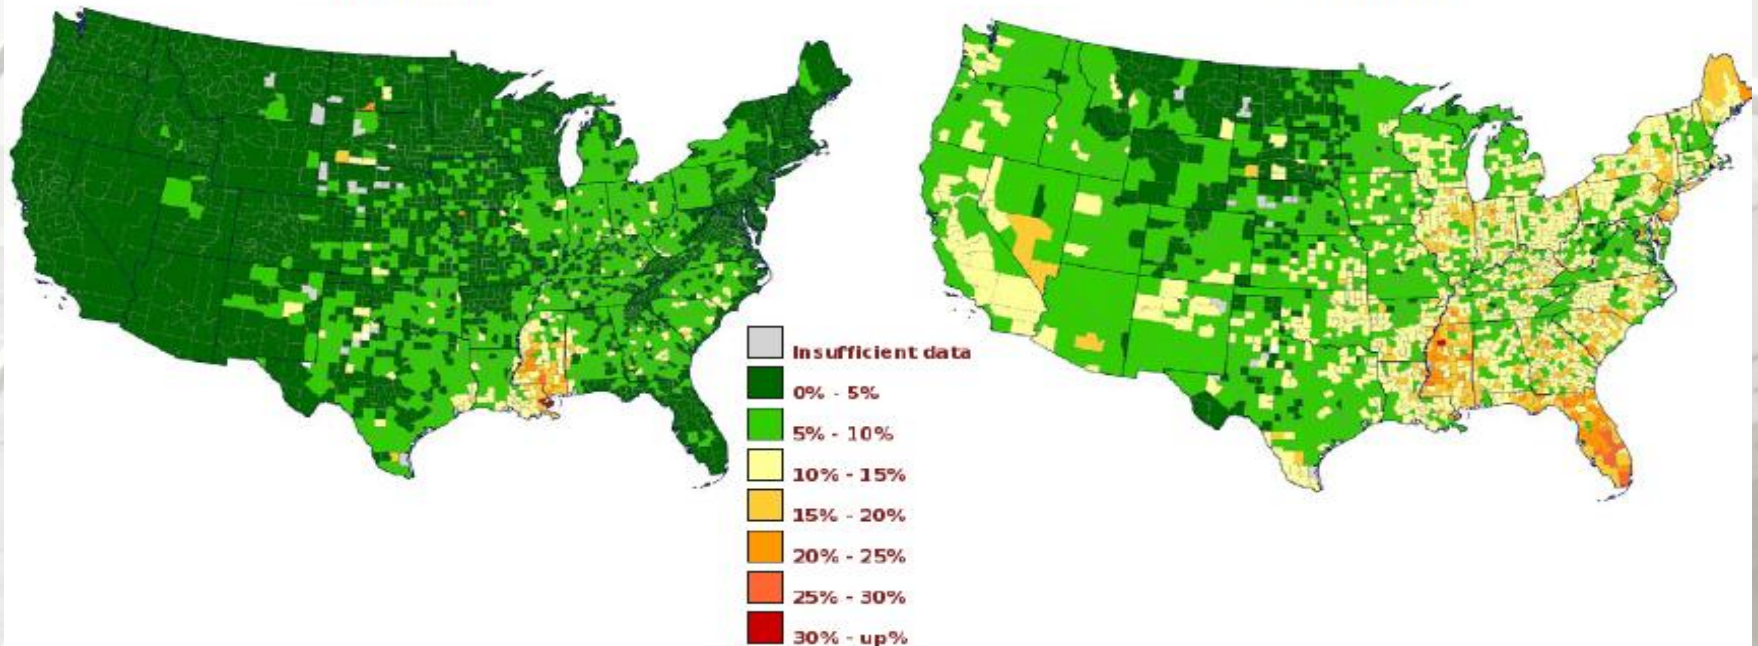 Insufficient data
0% - 5%
5% - 10%
10% - 15%
15% - 20%
20% - 25%
25% - 30%
30% - up%